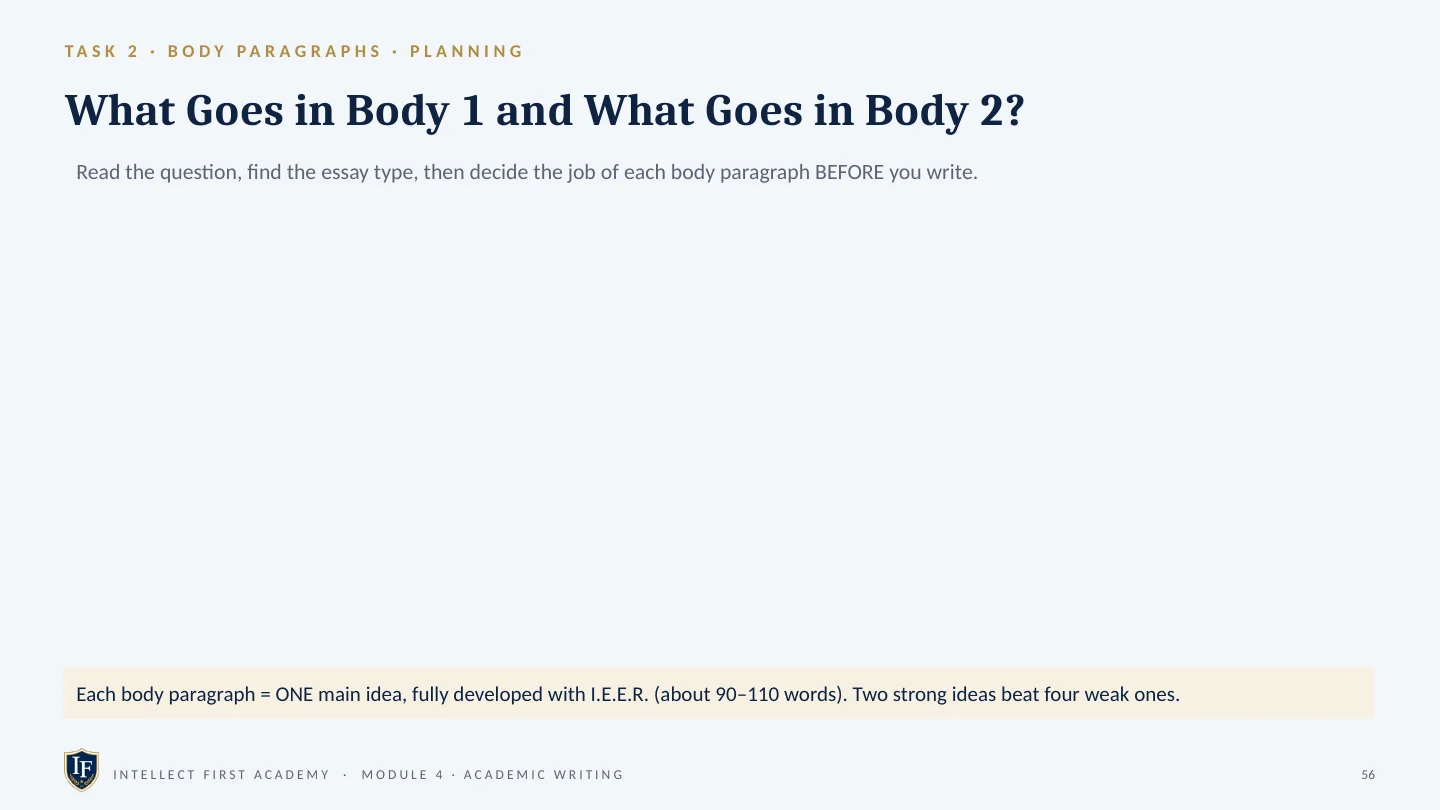 TASK 2 · BODY PARAGRAPHS · PLANNING
What Goes in Body 1 and What Goes in Body 2?
Read the question, find the essay type, then decide the job of each body paragraph BEFORE you write.
Each body paragraph = ONE main idea, fully developed with I.E.E.R. (about 90–110 words). Two strong ideas beat four weak ones.
IF
INTELLECT FIRST ACADEMY · MODULE 4 · ACADEMIC WRITING
56